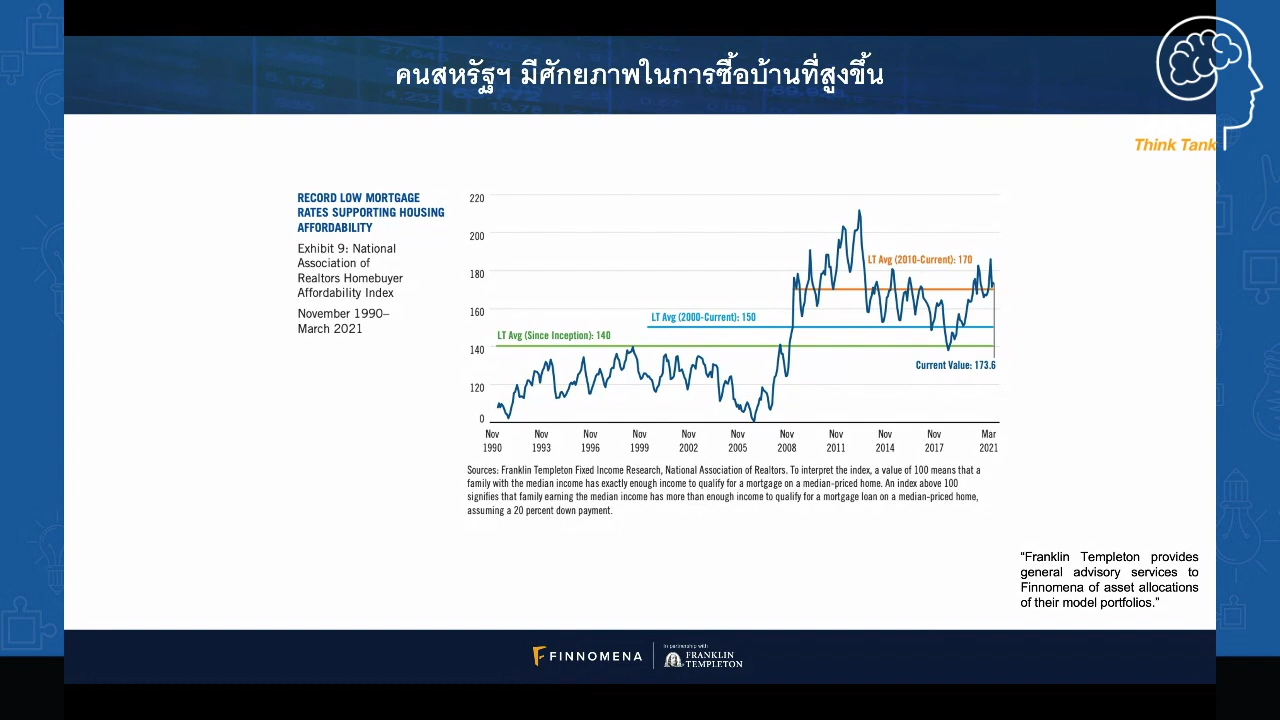 คนสหรัฐฯ มีศักยภาพในการซื้อบ้านที่สูงขึ้น
Think Tank
RECORD LOW MORTGAGE
RATES SUPPORTING HOUSING
AFFORDABILITY
Exhibit 9: National
Association of
Realtors Homebuyer
Affordability Index
November 1990–
March 2021
220
200
180
160
140
120
0
LT Avg (2010-Current): 170
LT Avg (2000-Current): 150
LT Avg (Since Inception): 140
Current Value: 173.6
Nov Nov Nov Nov Nov Nov Nov Nov Nov Nov Mar
1990 1993 1996 1999 2002 2005 2008 2011 2014 2017 2021
Sources: Franklin Templeton Fixed Income Research, National Association of Realtors. To interpret the index, a value of 100 means that a
family with the median income has exactly enough income to qualify for a mortgage on a median-priced home. An index above 100
signifies that family earning the median income has more than enough income to qualify for a mortgage loan on a median-priced home,
assuming a 20 percent down payment.
“Franklin Templeton provides
general advisory services to
Finnomena of asset allocations
of their model portfolios.”
FINNOMENA
In partnership with
FRANKLIN
TEMPLETON